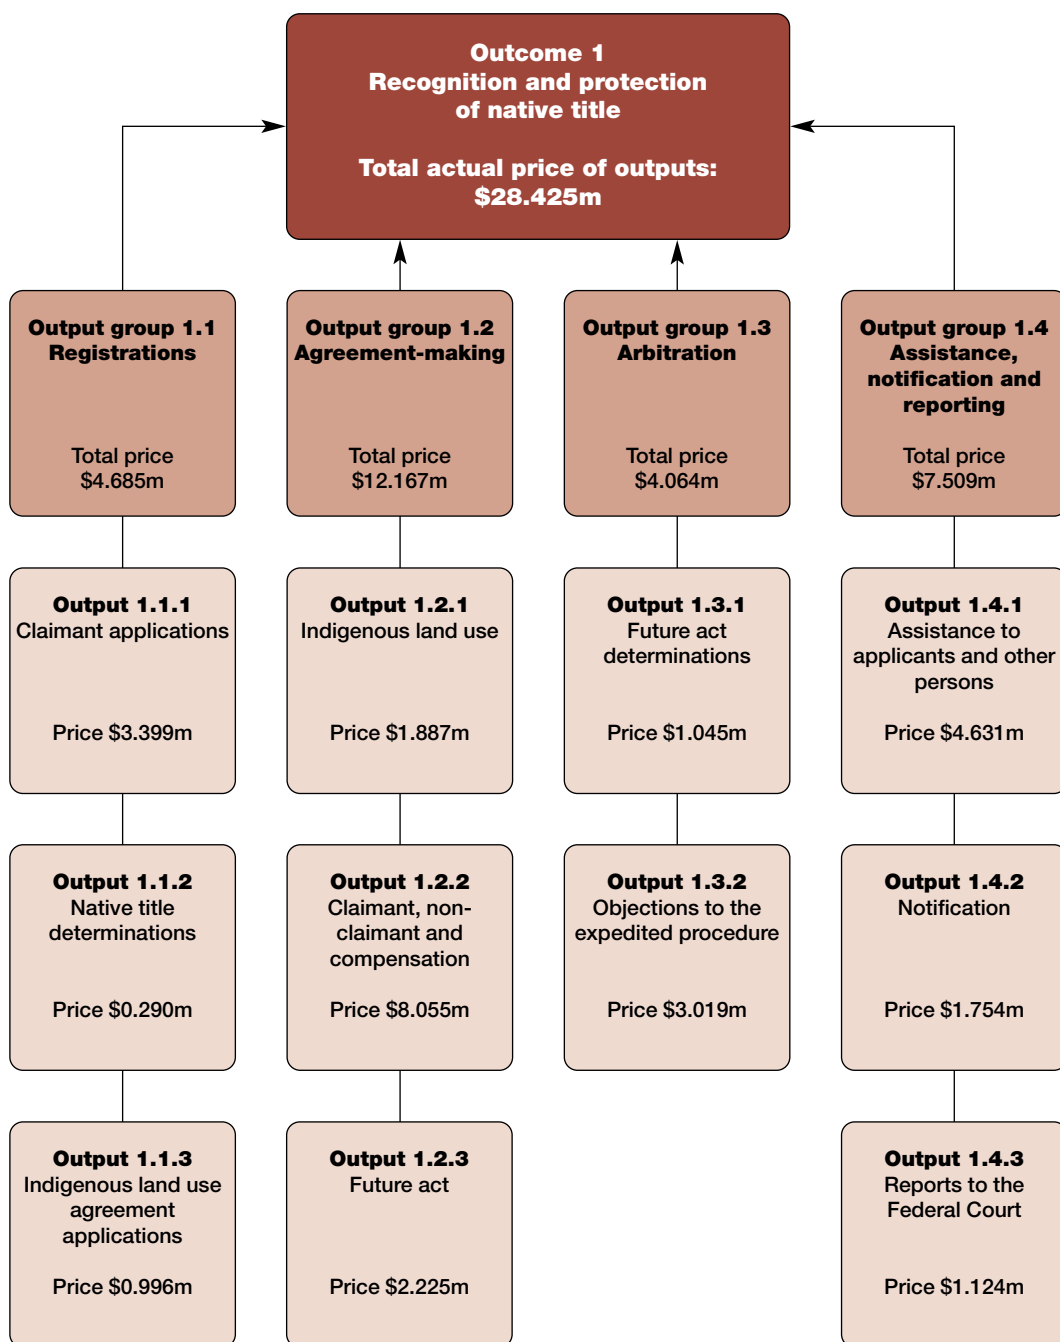 Outcome 1
Recognition and protection
of native title
Total actual price of outputs:
$28.425m
Output group 1.1
Registrations
Total price
$4.685m
Output group 1.2
Agreement-making
Total price
$12.167m
Output group 1.3
Arbitration
Total price
$4.064m
Output group 1.4
Assistance,
notification and
reporting
Total price
$7.509m
Output 1.1.1
Claimant applications
Price $3.399m
Output 1.2.1
Indigenous land use
Price $1.887m
Output 1.3.1
Future act
determinations
Price $1.045m
Output 1.4.1
Assistance to
applicants and other
persons
Price $4.631m
Output 1.1.2
Native title
determinations
Price $0.290m
Output 1.2.2
Claimant, non-
claimant and
compensation
Price $8.055m
Output 1.3.2
Objections to the
expedited procedure
Price $3.019m
Output 1.4.2
Notification
Price $1.754m
Output 1.1.3
Indigenous land use
agreement
applications
Price $0.996m
Output 1.2.3
Future act
Price $2.225m
Output 1.4.3
Reports to the
Federal Court
Price $1.124m